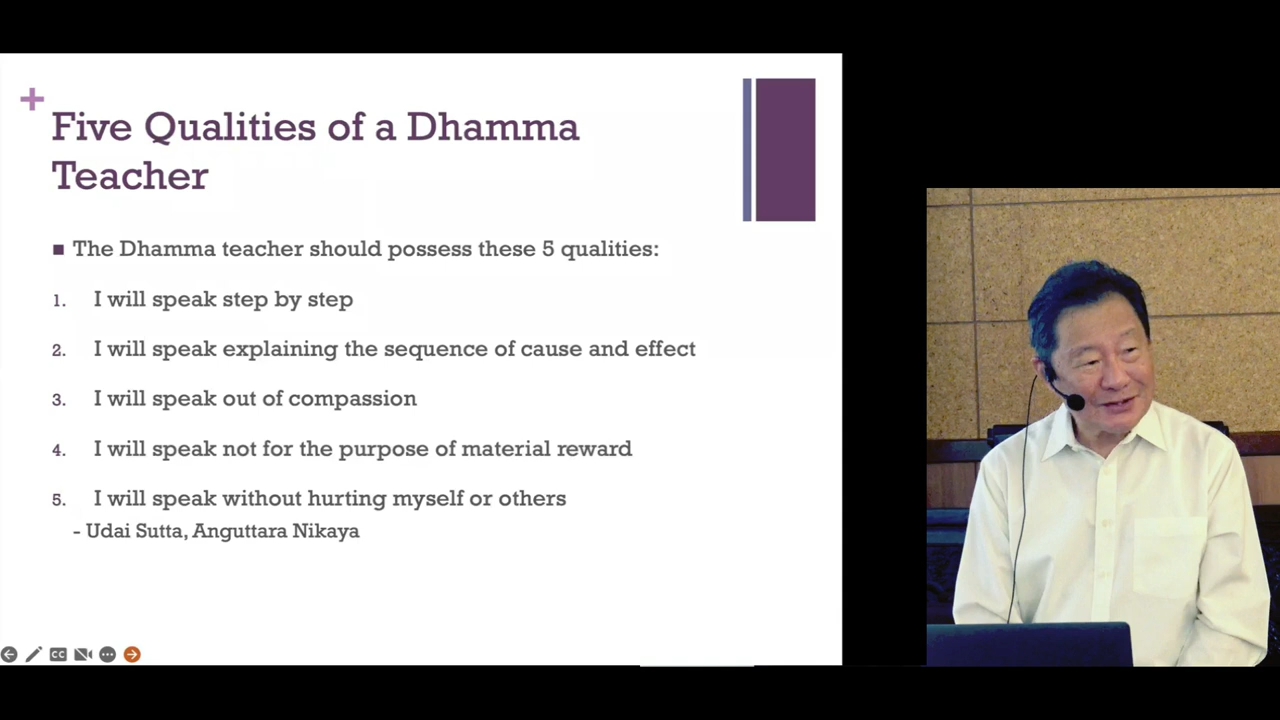 Five Qualities of a Dhamma
Teacher
The Dhamma teacher should possess these 5 qualities:
1. I will speak step by step
2. I will speak explaining the sequence of cause and effect
3. I will speak out of compassion
4. I will speak not for the purpose of material reward
5. I will speak without hurting myself or others
- Udai Sutta, Anguttara Nikaya
CC